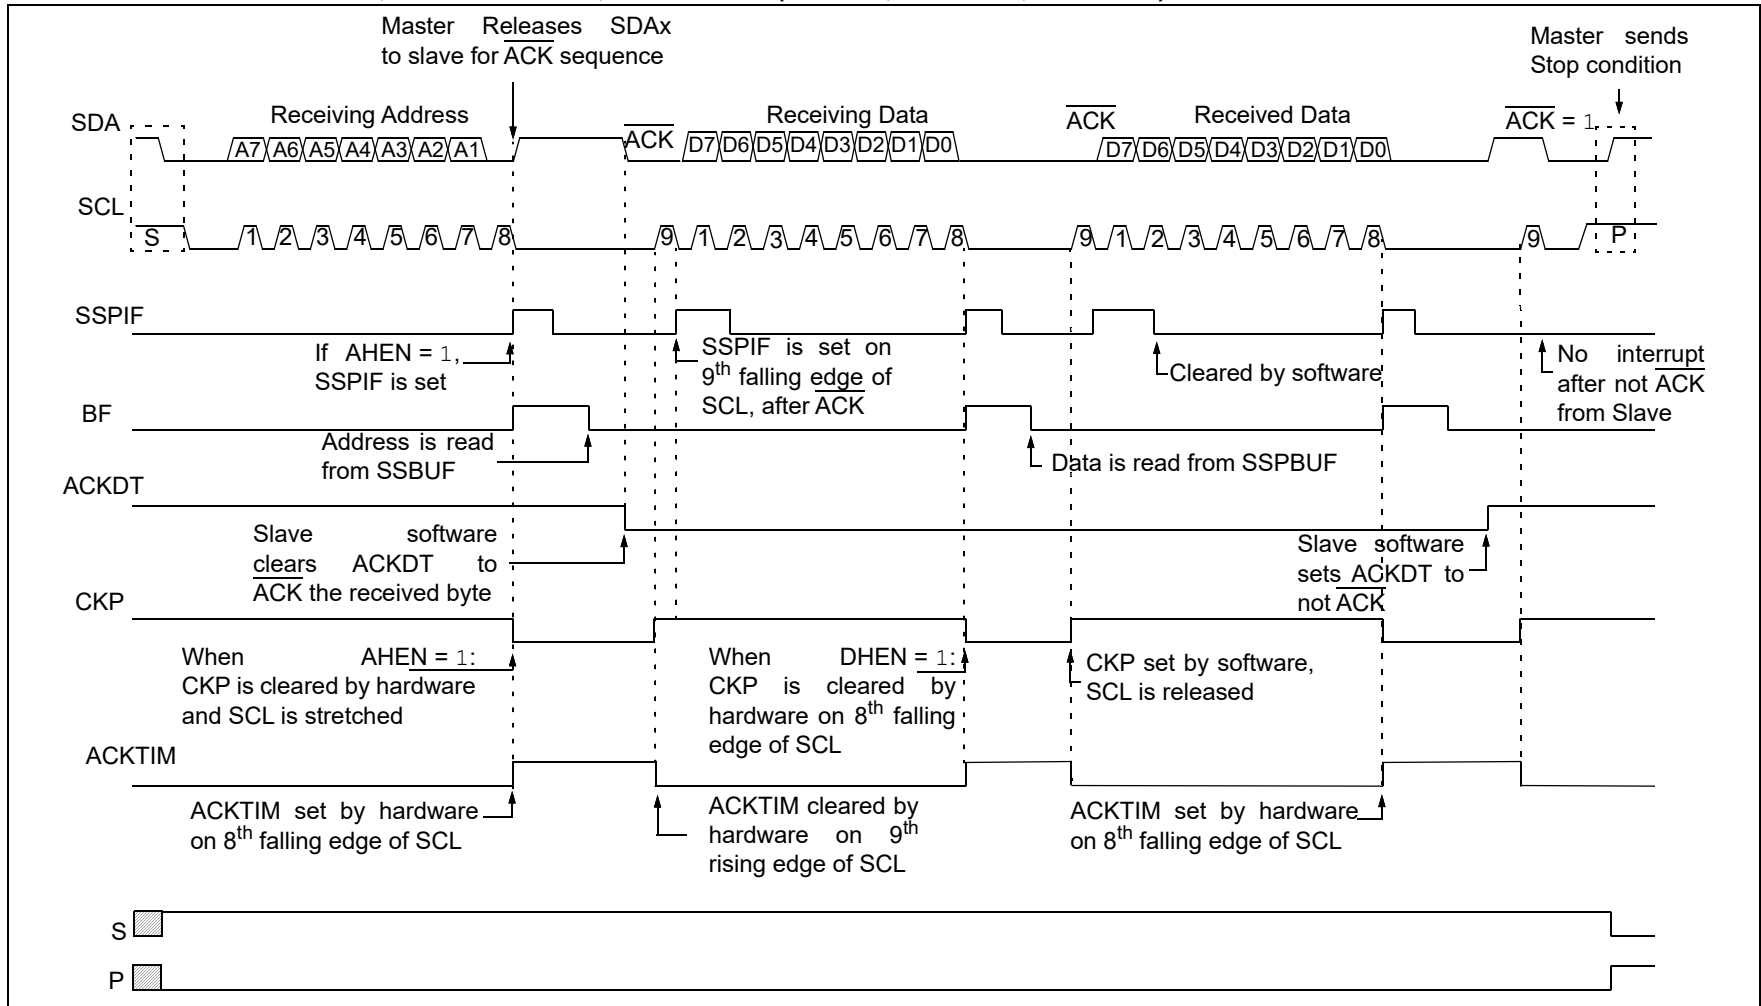 Master Releases SDAx
to slave for ACK sequence
Master sends
Stop condition
Receiving Address
Receiving Data
Received Data
SDA
ACK
ACK
ACK = 1
A7 A6 A5 A4 A3 A2 A1
D7 D6 D5 D4 D3 D2 D1 D0
D7 D6 D5 D4 D3 D2 D1 D0
SCL
S 1 2 3 4 5 6 7 8 9 1 2 3 4 5 6 7 8 9 1 2 3 4 5 6 7 8 9 P
SSPIF
If AHEN = 1,
SSPIF is set
SSPIF is set on
9th falling edge of
SCL, after ACK
Cleared by software
No interrupt
after not ACK
from Slave
BF
Address is read
from SSBUF
Data is read from SSPBUF
ACKDT
Slave software
clears ACKDT to
ACK the received byte
Slave software
sets ACKDT to
not ACK
CKP
When AHEN = 1:
CKP is cleared by hardware
and SCL is stretched
When DHEN = 1:
CKP is cleared by
hardware on 8th falling
edge of SCL
CKP set by software,
SCL is released
ACKTIM
ACKTIM set by hardware
on 8th falling edge of SCL
ACKTIM cleared by
hardware on 9th
rising edge of SCL
ACKTIM set by hardware
on 8th falling edge of SCL
S
P